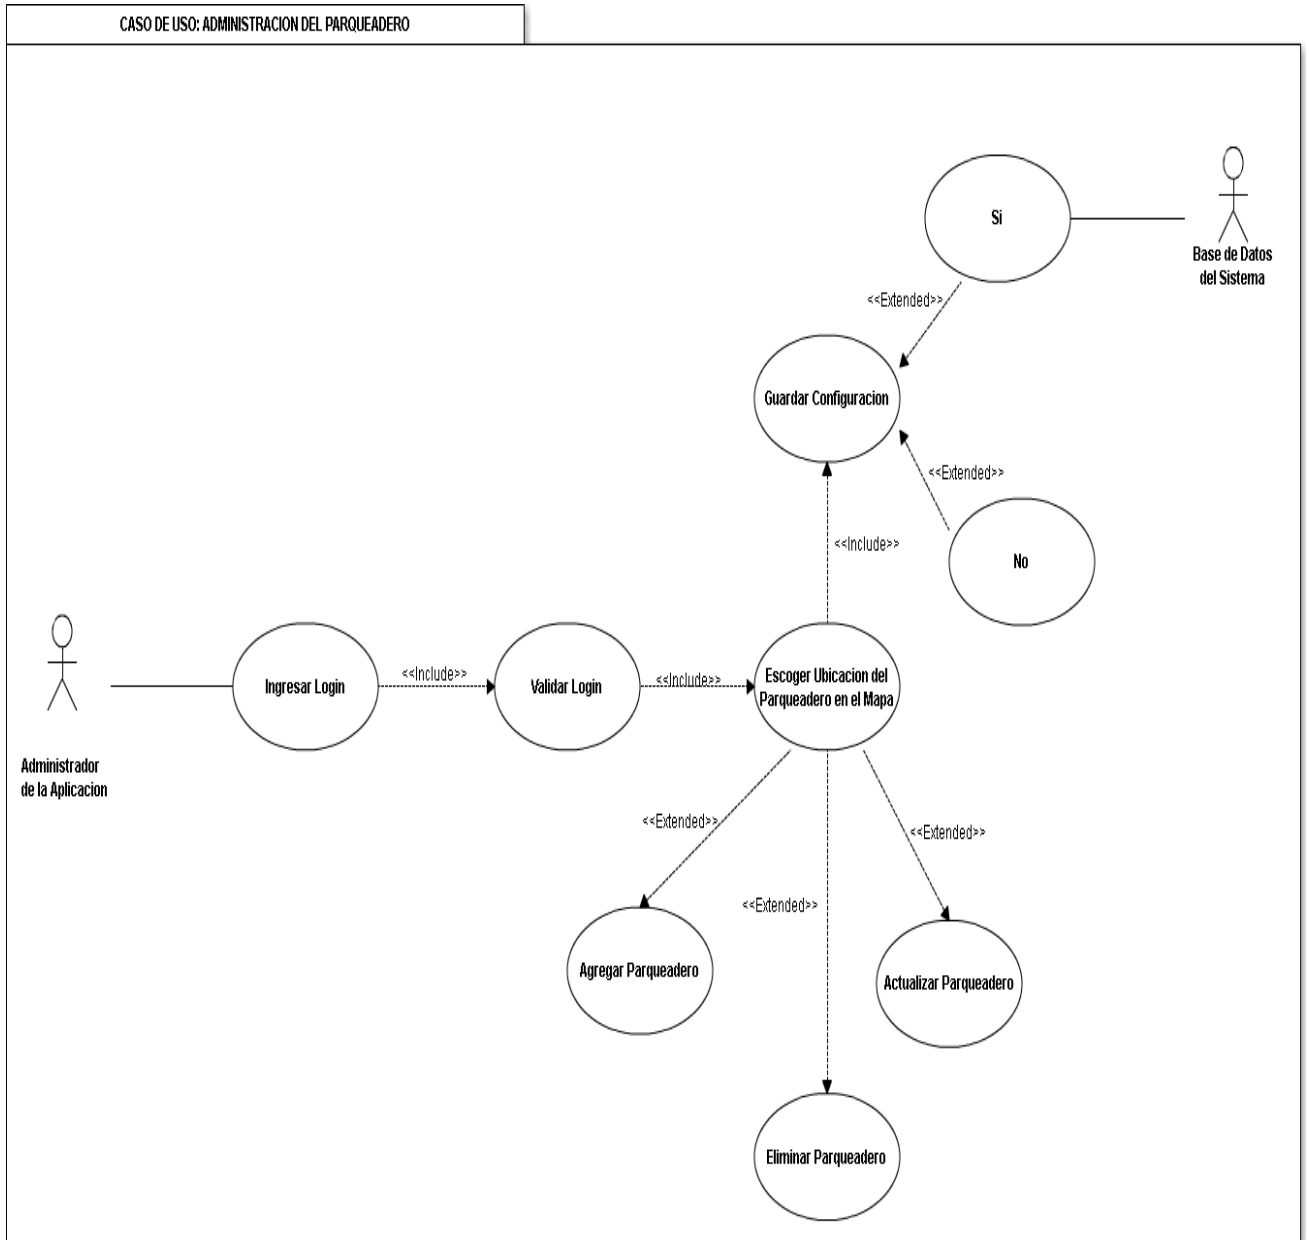 CASO DE USO: ADMINISTRACION DEL PARQUEADERO
Si
Base de Datos
del Sistema
<<Extended>>
Guardar Configuracion
<<Extended>>
<<Include>>
No
Ingresar Login
<<Include>>
Validar Login
<<Include>>
Escoger Ubicacion del
Parqueadero en el Mapa
Administrador
de la Aplicacion
<<Extended>>
<<Extended>>
<<Extended>>
Agregar Parqueadero
Actualizar Parqueadero
Eliminar Parqueadero